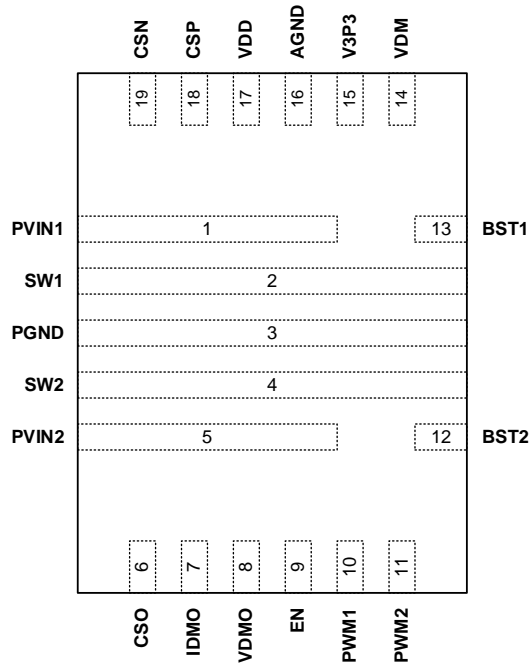 CSN CSP VDD AGND V3P3 VDM
19 18 17 16 15 14
PVIN1 1 13 BST1
SW1 2
PGND 3
SW2 4
PVIN2 5 12 BST2
6 7 8 9 10 11
CSO IDMO VDMO EN PWM1 PWM2